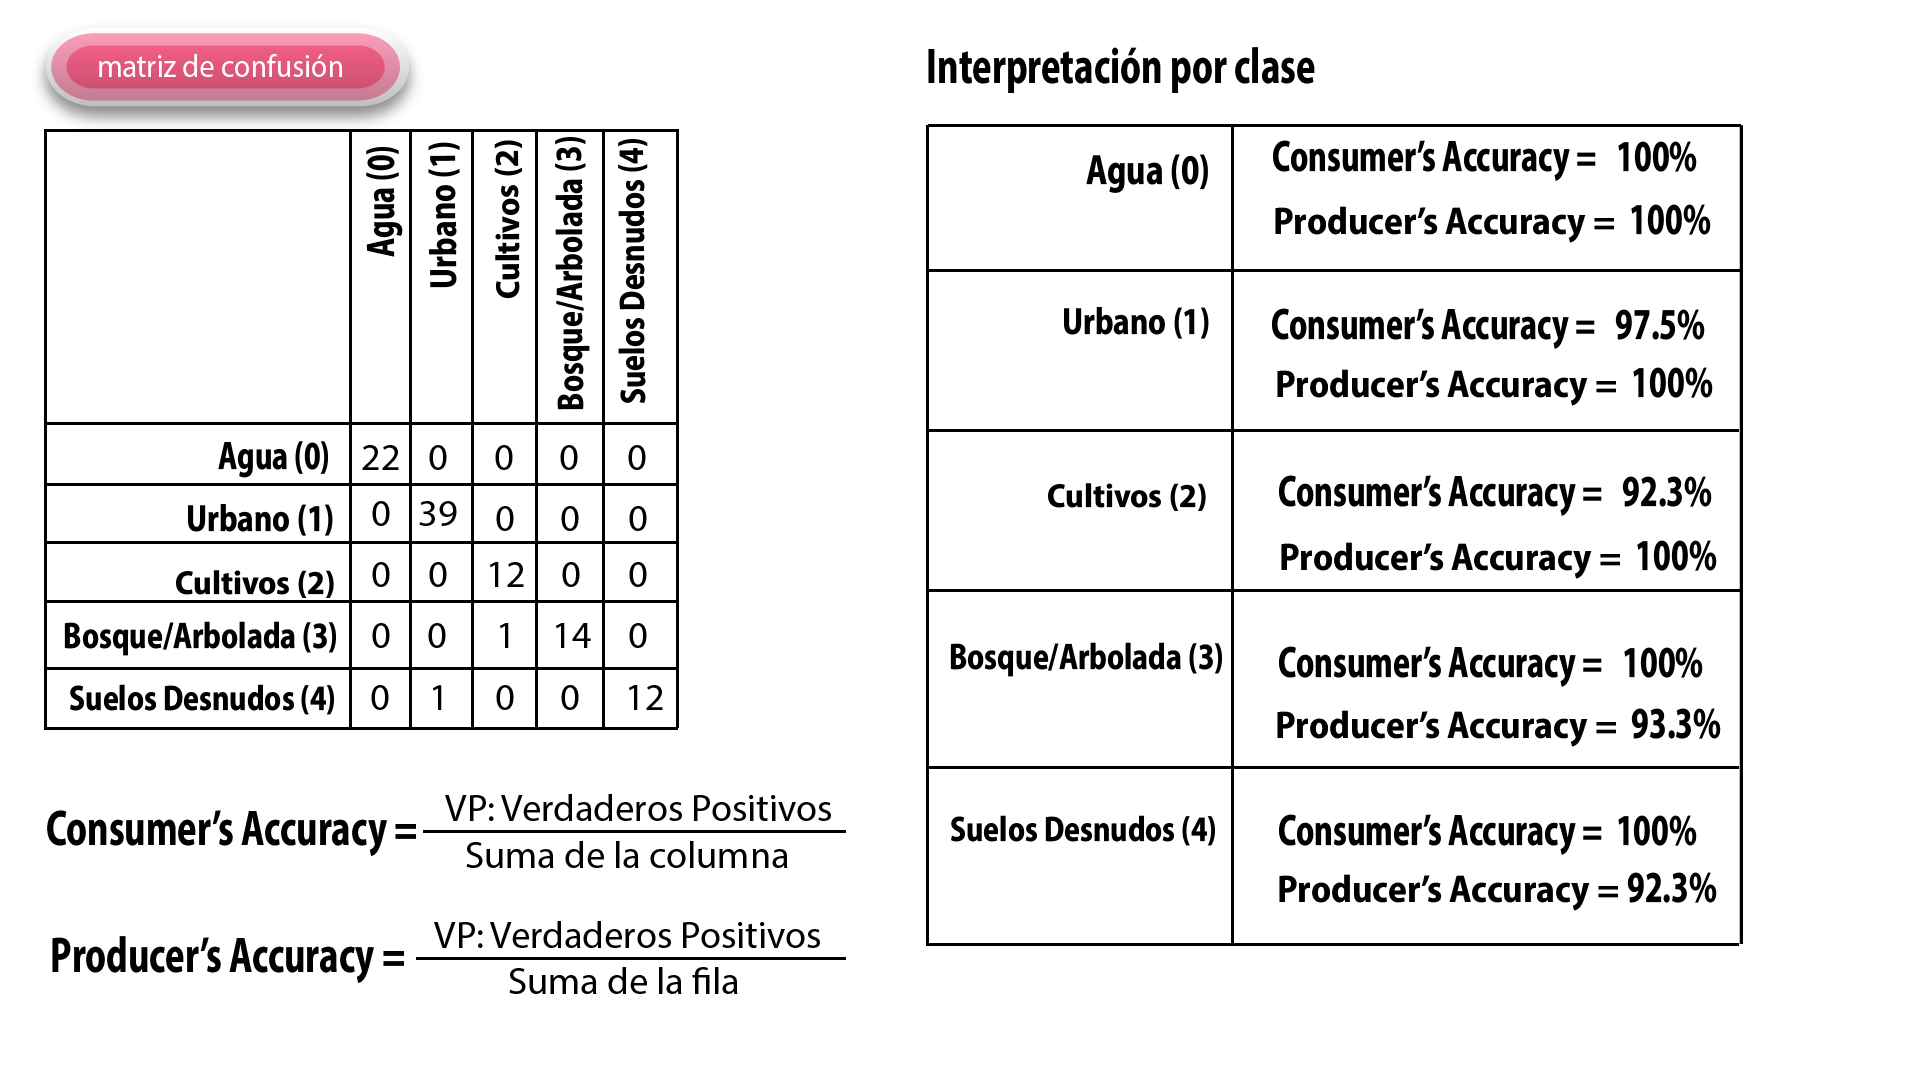 matriz de confusión
Agua (0)
Urbano (1)
Cultivos (2)
Bosque/Arbolada (3)
Suelos Desnudos (4)
Agua (0) 22 0 0 0 0
Urbano (1) 0 39 0 0 0
Cultivos (2) 0 0 12 0 0
Bosque/Arbolada (3) 0 0 1 14 0
Suelos Desnudos (4) 0 1 0 0 12
Consumer’s Accuracy = VP: Verdaderos Positivos
Suma de la columna
Producer’s Accuracy = VP: Verdaderos Positivos
Suma de la fila
Interpretación por clase
Agua (0) Consumer’s Accuracy = 100%
Producer’s Accuracy = 100%
Urbano (1) Consumer’s Accuracy = 97.5%
Producer’s Accuracy = 100%
Cultivos (2) Consumer’s Accuracy = 92.3%
Producer’s Accuracy = 100%
Bosque/Arbolada (3) Consumer’s Accuracy = 100%
Producer’s Accuracy = 93.3%
Suelos Desnudos (4) Consumer’s Accuracy = 100%
Producer’s Accuracy = 92.3%